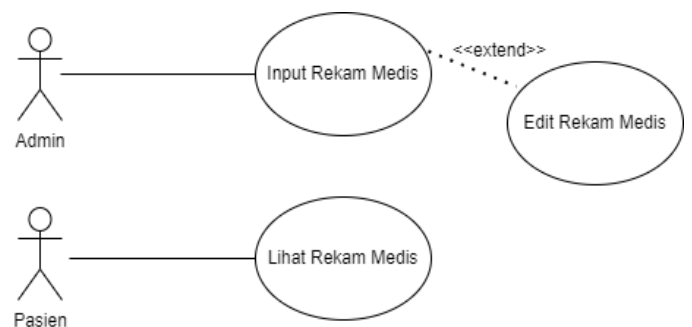 <<extend>>
Input Rekam Medis
Edit Rekam Medis
Admin
Lihat Rekam Medis
Pasien